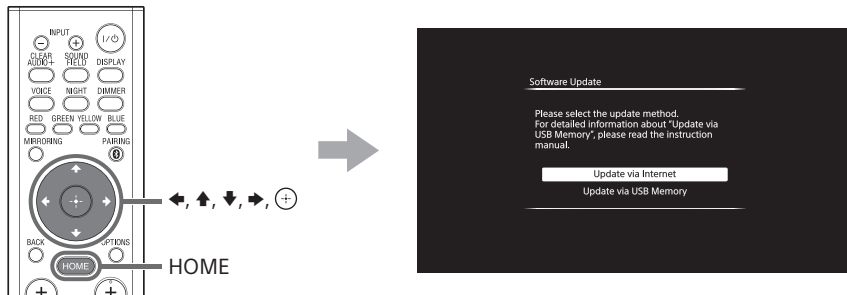 INPUT
CLEAR AUDIO+ SOUND FIELD DISPLAY
VOICE NIGHT DIMMER
RED GREEN YELLOW BLUE
MIRRORING PAIRING
BACK OPTIONS
HOME
HOME
Software Update
Please select the update method.
For detailed information about “Update via
USB Memory”, please read the instruction
manual.
Update via Internet
Update via USB Memory